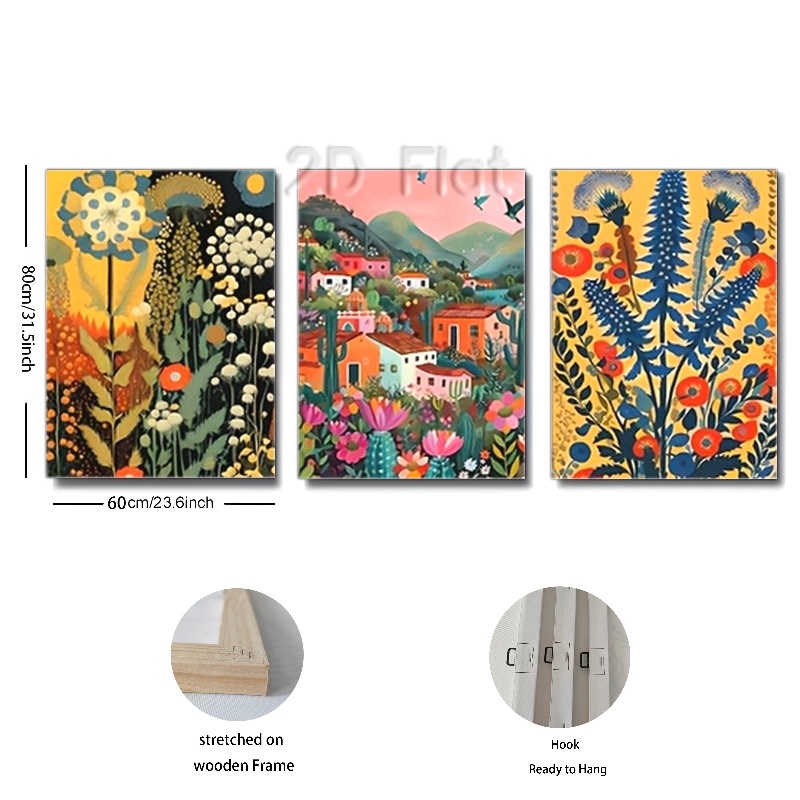 2D Flat
80cm/31.5inch
60cm/23.6inch
stretched on
wooden Frame
Hook
Ready to Hang